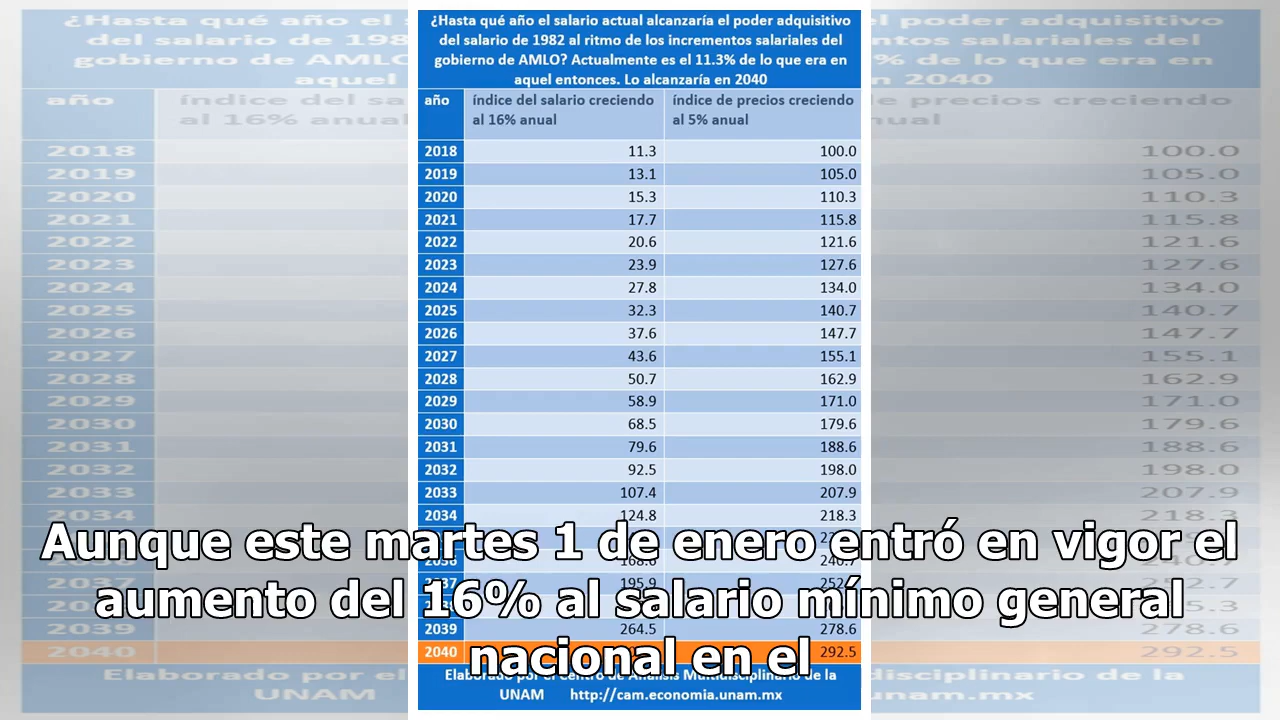 ¿Hasta qué año el salario actual alcanzaría el poder adquisitivo
del salario de 1982 al ritmo de los incrementos salariales del
gobierno de AMLO? Actualmente es el 11.3% de lo que era en
aquel entonces. Lo alcanzaría en 2040
año índice del salario creciendo al 16% anual índice de precios creciendo al 5% anual
2018 11.3 100.0
2019 13.1 105.0
2020 15.3 110.3
2021 17.7 115.8
2022 20.6 121.6
2023 23.9 127.6
2024 27.8 134.0
2025 32.3 140.7
2026 37.6 147.7
2027 43.6 155.1
2028 50.7 162.9
2029 58.9 171.0
2030 68.5 179.6
2031 79.6 188.6
2032 92.5 198.0
2033 107.4 207.9
2034 124.8 218.3
Aunque este martes 1 de enero entró en vigor el
aumento del 16% al salario mínimo general
nacional en el
2037 195.9
2039 264.5 278.6
2040 292.5
Elaborado por el Centro de Análisis Multidisciplinario de la
UNAM http://cam.economia.unam.mx